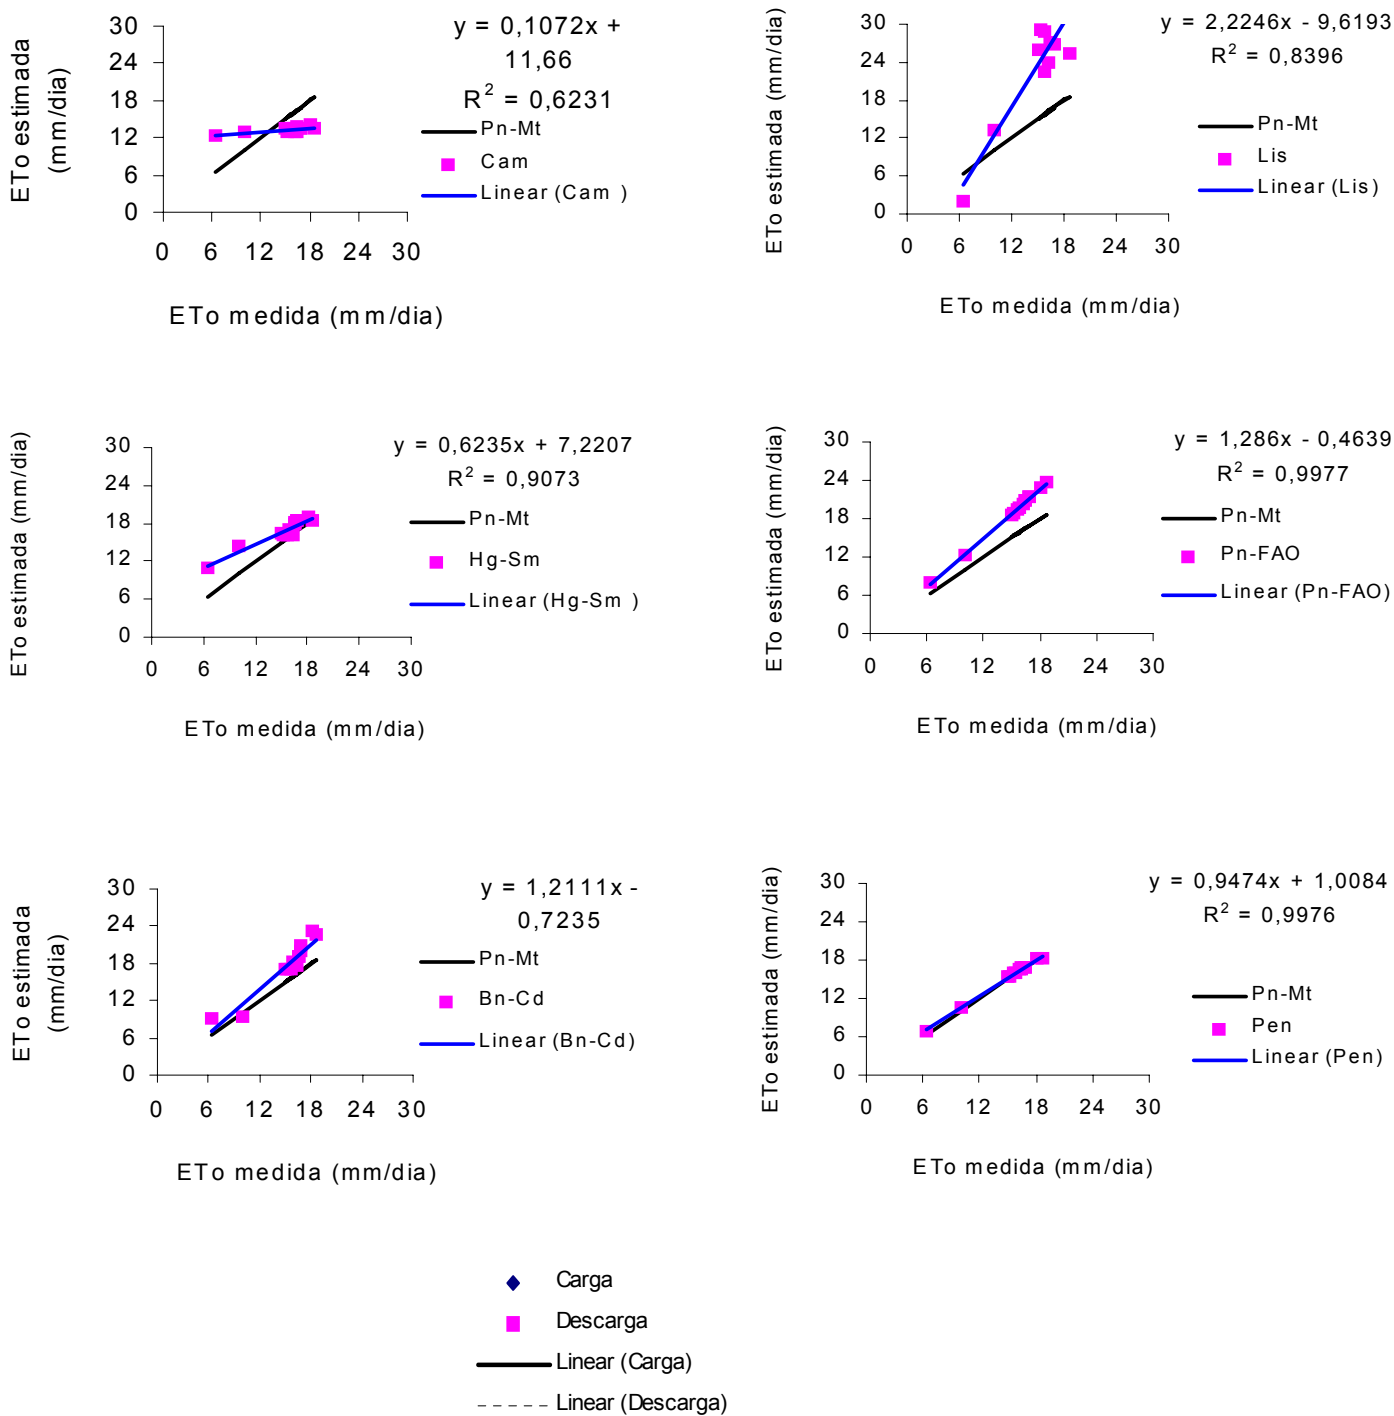 ETo estimada
(mm/dia)
30
24
18
12
6
0
0 6 12 18 24 30
ETo medida (mm/dia)
y = 0,1072x +
11,66
R² = 0,6231
Pn-Mt
Cam
Linear (Cam )
ETo estimada (mm/dia)
30
24
18
12
6
0
0 6 12 18 24 30
ETo medida (mm/dia)
y = 2,2246x - 9,6193
R² = 0,8396
Pn-Mt
Lis
Linear (Lis)
ETo estimada (mm/dia)
30
24
18
12
6
0
0 6 12 18 24 30
ETo medida (mm/dia)
y = 0,6235x + 7,2207
R² = 0,9073
Pn-Mt
Hg-Sm
Linear (Hg-Sm )
ETo estimada (mm/dia)
30
24
18
12
6
0
0 6 12 18 24 30
ETo medida (mm/dia)
y = 1,286x - 0,4639
R² = 0,9977
Pn-Mt
Pn-FAO
Linear (Pn-FAO)
ETo estimada
(mm/dia)
30
24
18
12
6
0
0 6 12 18 24 30
ETo medida (mm/dia)
y = 1,2111x -
0,7235
Pn-Mt
Bn-Cd
Linear (Bn-Cd)
ETo estimada (mm/dia)
30
24
18
12
6
0
0 6 12 18 24 30
ETo medida (mm/dia)
y = 0,9474x + 1,0084
R² = 0,9976
Pn-Mt
Pen
Linear (Pen)
Carga
Descarga
Linear (Carga)
Linear (Descarga)